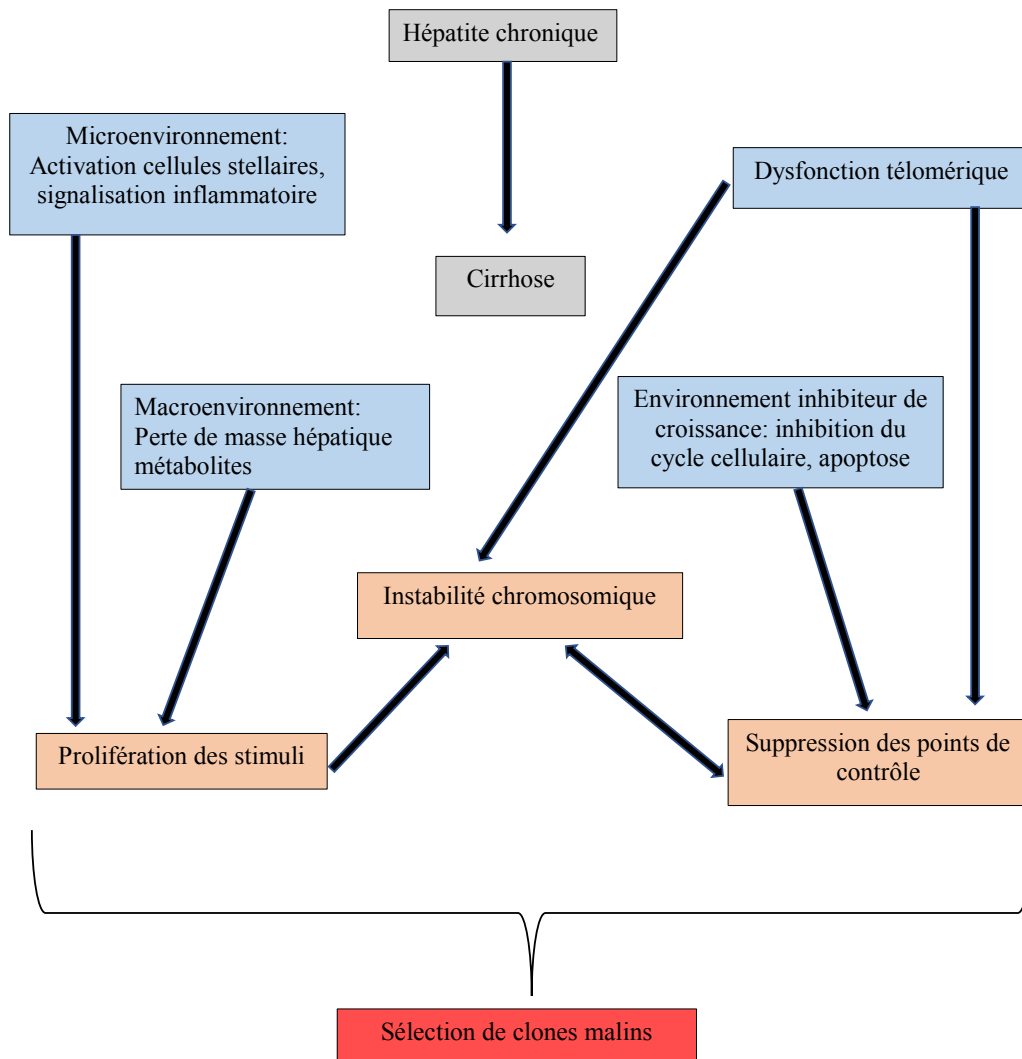 Hépatite chronique
Microenvironnement:
Activation cellules stellaires,
signalisation inflammatoire
Dysfonction télomérique
Cirrhose
Macroenvironnement:
Perte de masse hépatique
métabolites
Environnement inhibiteur de
croissance: inhibition du
cycle cellulaire, apoptose
Instabilité chromosomique
Prolifération des stimuli
Suppression des points de
contrôle
Sélection de clones malins